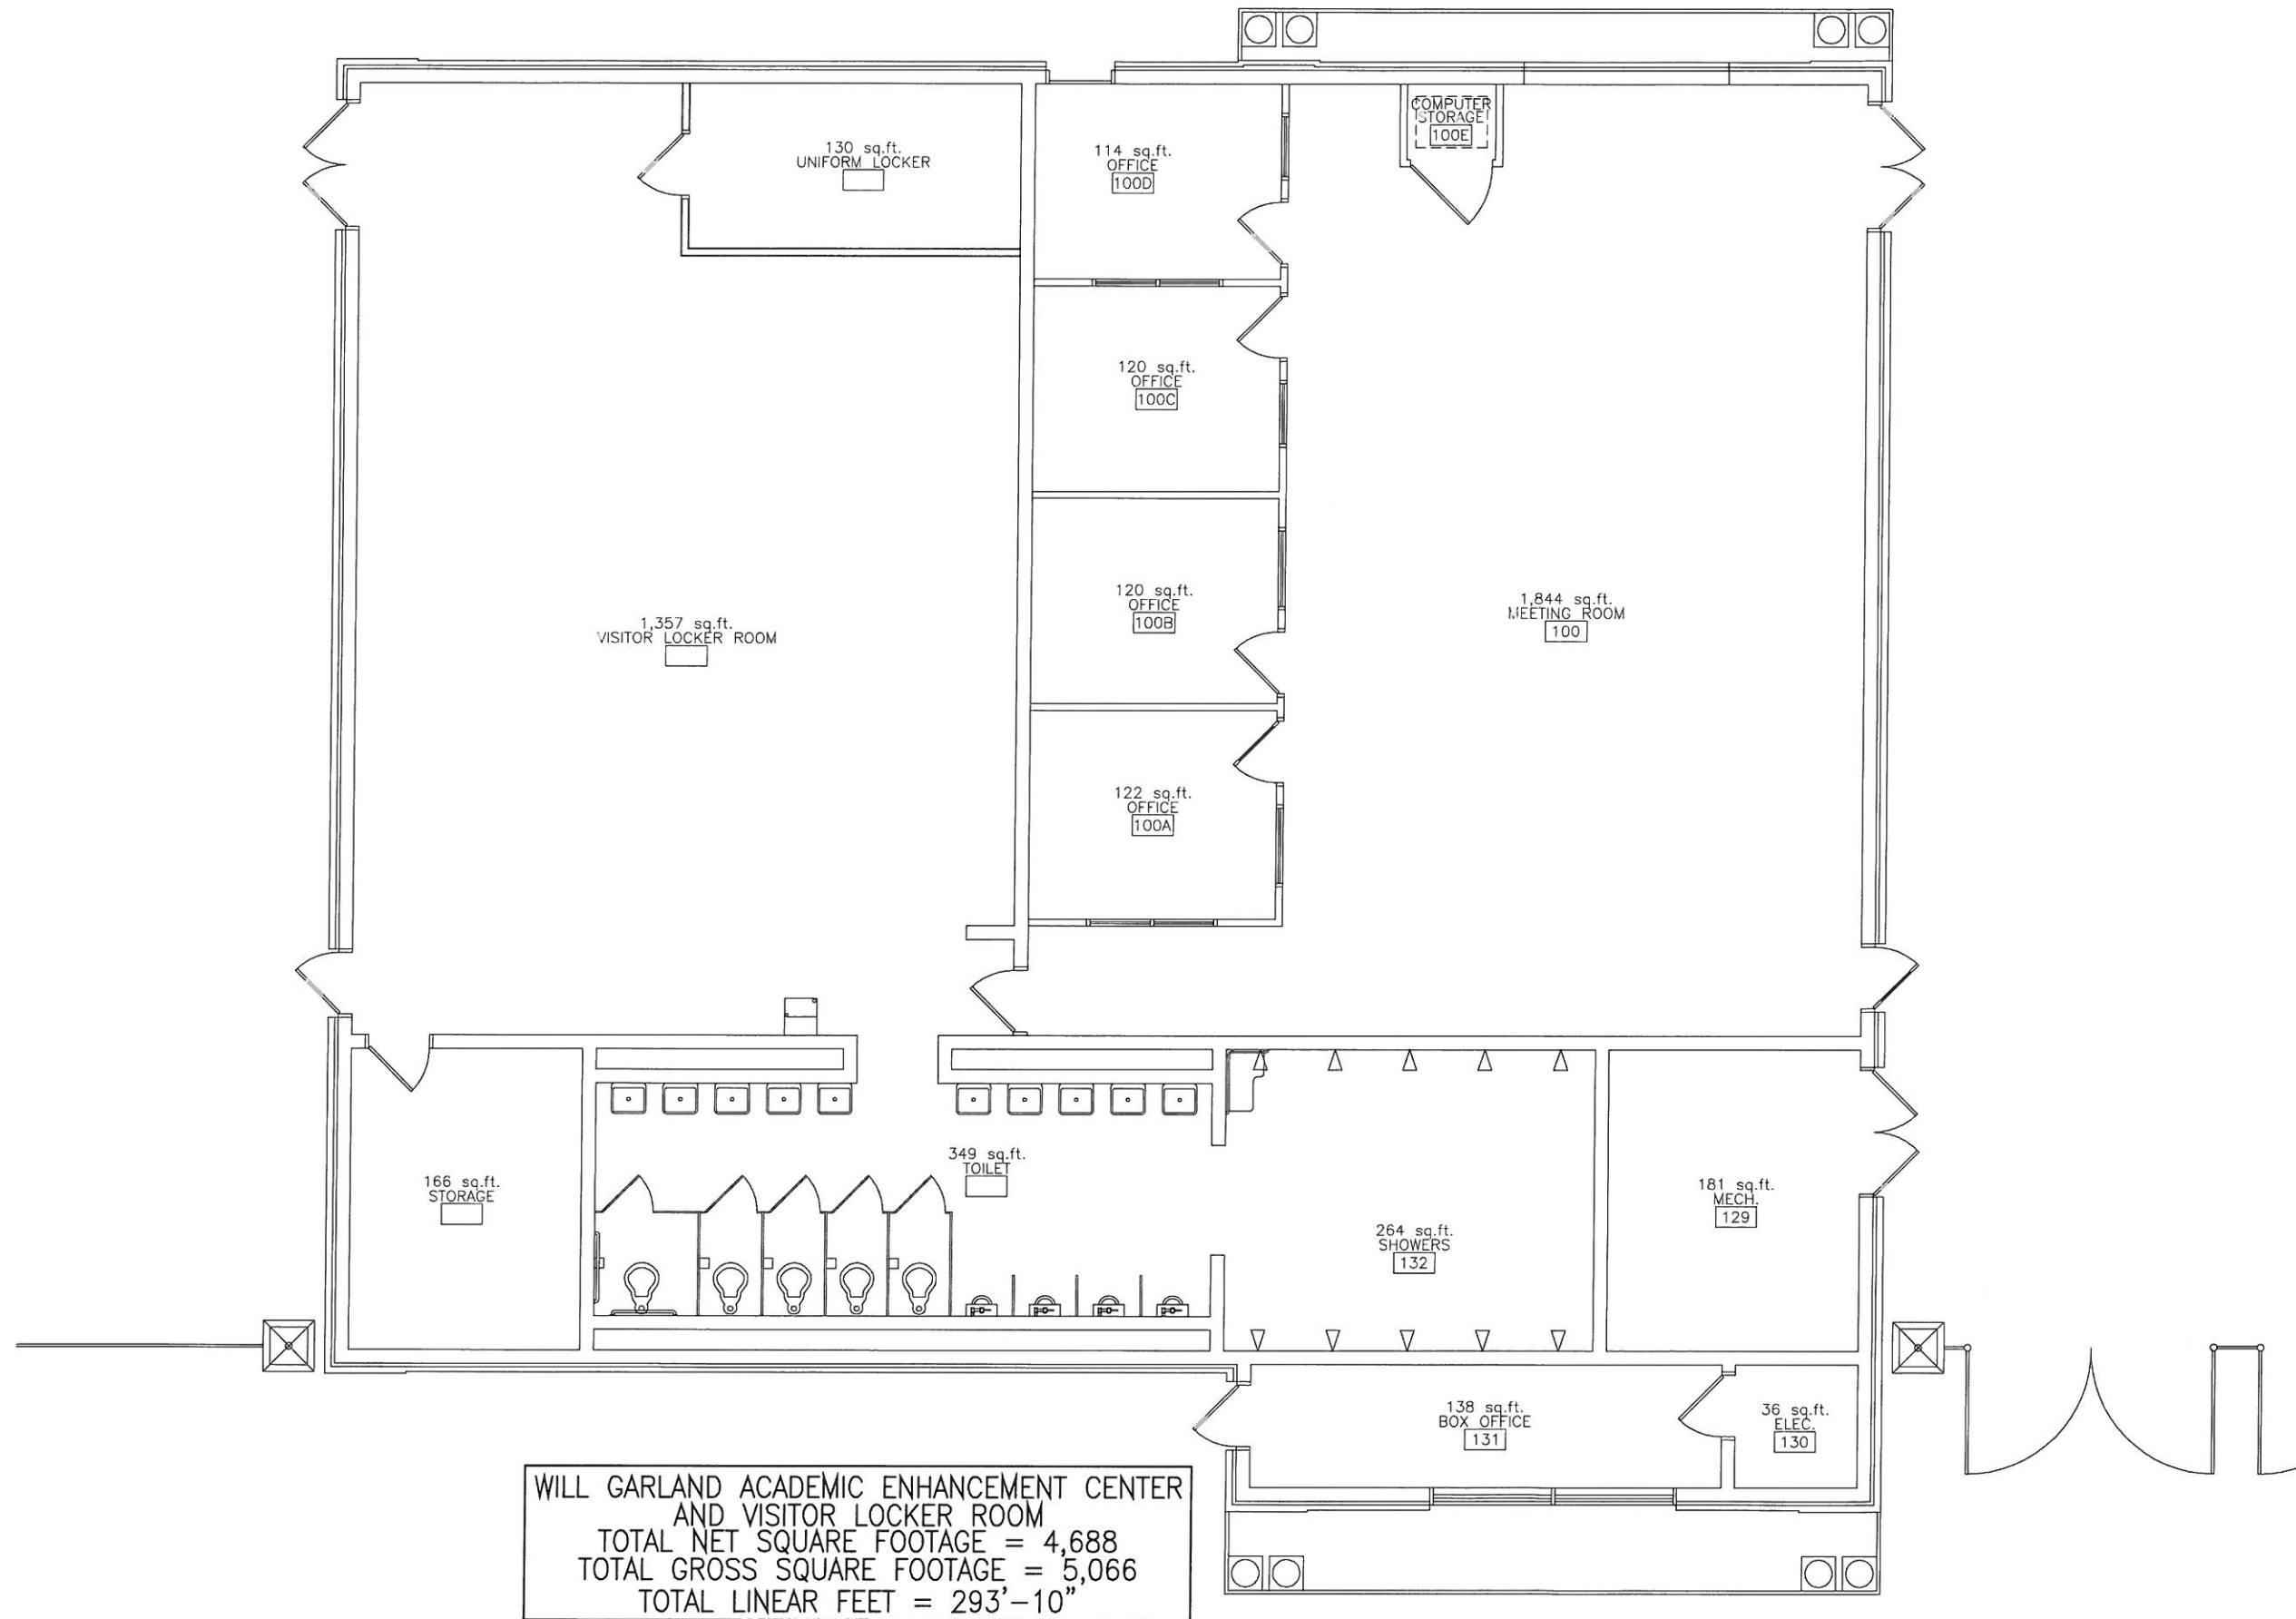 COMPUTER
STORAGE
100E
130 sq.ft.
UNIFORM LOCKER
114 sq.ft.
OFFICE
100D
120 sq.ft.
OFFICE
100C
120 sq.ft.
OFFICE
100B
1,357 sq.ft.
VISITOR LOCKER ROOM
1,844 sq.ft.
MEETING ROOM
100
122 sq.ft.
OFFICE
100A
349 sq.ft.
TOILET
166 sq.ft.
STORAGE
181 sq.ft.
MECH.
129
264 sq.ft.
SHOWERS
132
138 sq.ft.
BOX OFFICE
131
36 sq.ft.
ELEC.
130
WILL GARLAND ACADEMIC ENHANCEMENT CENTER
AND VISITOR LOCKER ROOM
TOTAL NET SQUARE FOOTAGE = 4,688
TOTAL GROSS SQUARE FOOTAGE = 5,066
TOTAL LINEAR FEET = 293'-10"